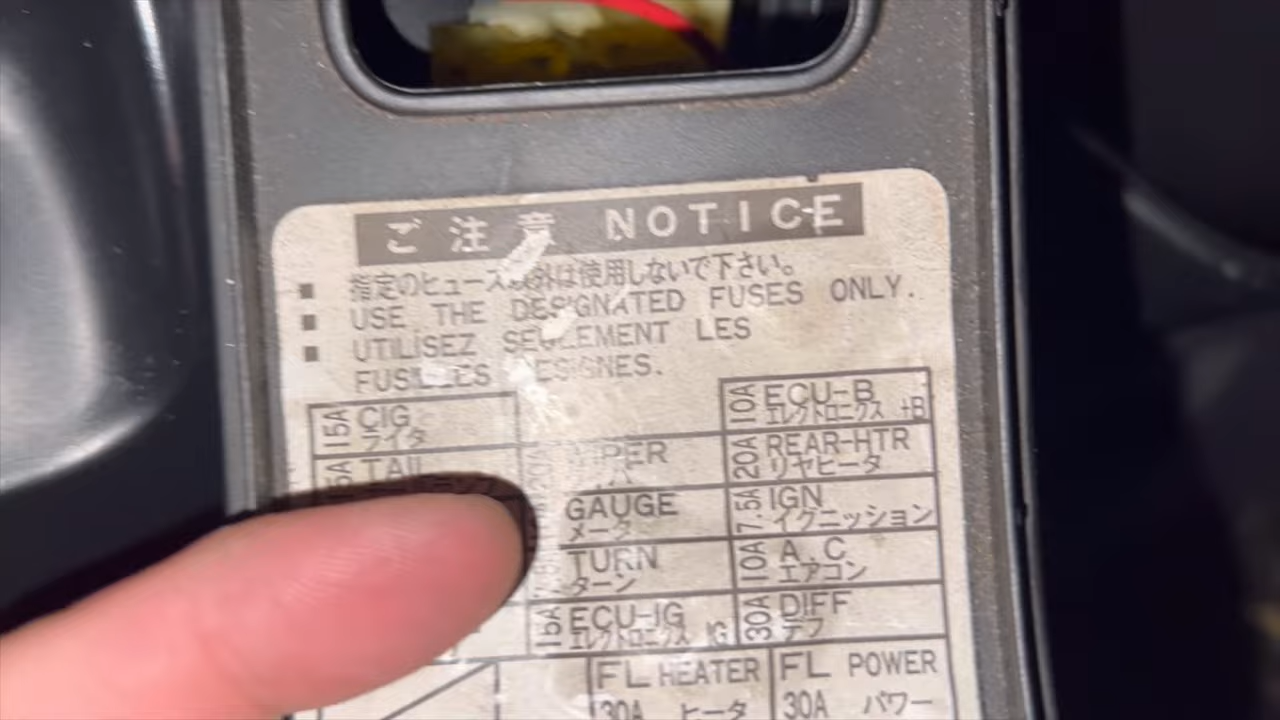 ご注意 NOTICE
指定のヒューズ以外は使用しないで下さい。
USE THE DESIGNATED FUSES ONLY.
UTILISEZ SEULEMENT LES
FUSIBLES DESIGNES.
15A CIG
ライタ
TAIL
WIPER
GAUGE
メータ
TURN
ターン
15A ECU-IG
エレクトロニクス IG
10A ECU-B
エレクトロニクス +B
20A REAR-HTR
リヤヒータ
7.5A IGN
イグニッション
10A A.C
エアコン
30A DIFF
デフ
FL HEATER
30A ヒータ
FL POWER
30A パワー